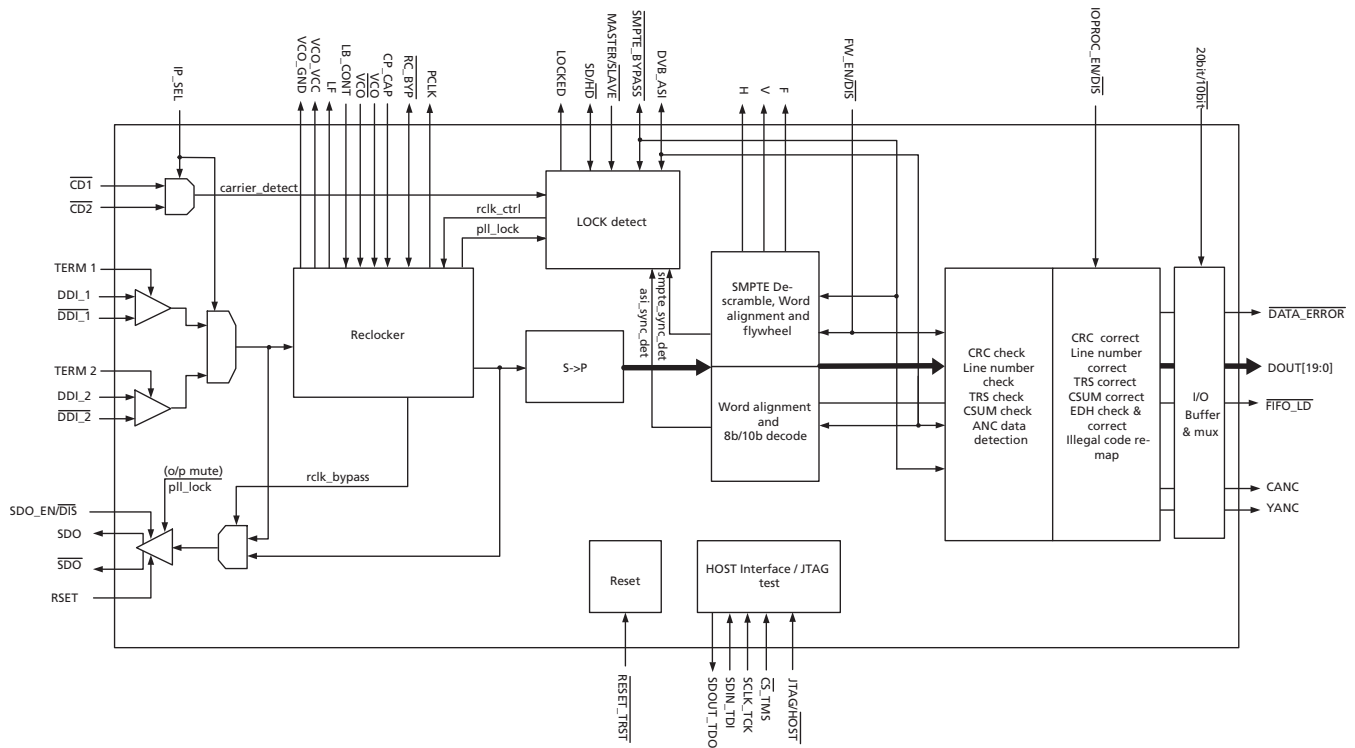 IP_SEL
VCO_GND
VCO_VCC
LF
LB_CONT
VCO
VCO
CP_CAP
RC_BYP
PCLK
LOCKED
SD/HD
MASTER/SLAVE
SMPTE_BYPASS
DVB_ASI
H
V
F
FW_EN/DIS
IOPROC_EN/DIS
20bit/10bit
CD1
CD2
carrier_detect
rclk_ctrl
pll_lock
LOCK detect
TERM 1
DDI_1
DDI_1
TERM 2
DDI_2
DDI_2
Reclocker
S->P
asi_sync_det
smpte_sync_det
SMPTE De-
scramble, Word
alignment and
flywheel
Word alignment
and
8b/10b decode
CRC check
Line number
check
TRS check
CSUM check
ANC data
detection
CRC correct
Line number
correct
TRS correct
CSUM correct
EDH check &
correct
Illegal code re-
map
I/O
Buffer
& mux
DATA_ERROR
DOUT[19:0]
FIFO_LD
CANC
YANC
rclk_bypass
(o/p mute)
pll_lock
SDO_EN/DIS
SDO
SDO
RSET
Reset
HOST Interface / JTAG
test
RESET_TRST
SDOUT_TDO
SDIN_TDI
SCLK_TCK
CS_TMS
JTAG/HOST